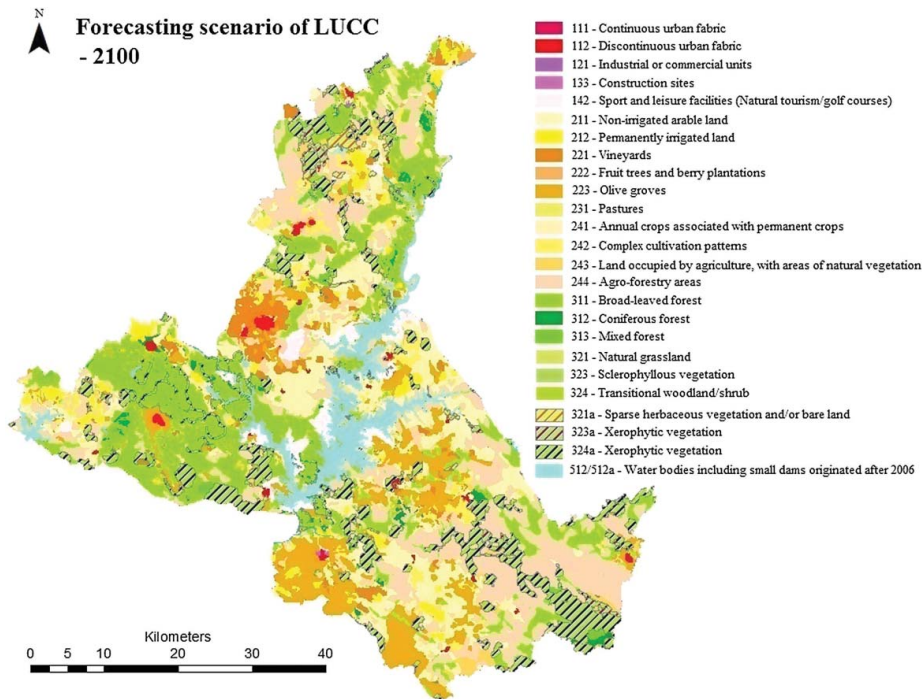 N
Forecasting scenario of LUCC
- 2100
111 - Continuous urban fabric
112 - Discontinuous urban fabric
121 - Industrial or commercial units
133 - Construction sites
142 - Sport and leisure facilities (Natural tourism/golf courses)
211 - Non-irrigated arable land
212 - Permanently irrigated land
221 - Vineyards
222 - Fruit trees and berry plantations
223 - Olive groves
231 - Pastures
241 - Annual crops associated with permanent crops
242 - Complex cultivation patterns
243 - Land occupied by agriculture, with areas of natural vegetation
244 - Agro-forestry areas
311 - Broad-leaved forest
312 - Coniferous forest
313 - Mixed forest
321 - Natural grassland
323 - Sclerophyllous vegetation
324 - Transitional woodland/shrub
321a - Sparse herbaceous vegetation and/or bare land
323a - Xerophytic vegetation
324a - Xerophytic vegetation
512/512a - Water bodies including small dams originated after 2006
Kilometers
0 5 10 20 30 40